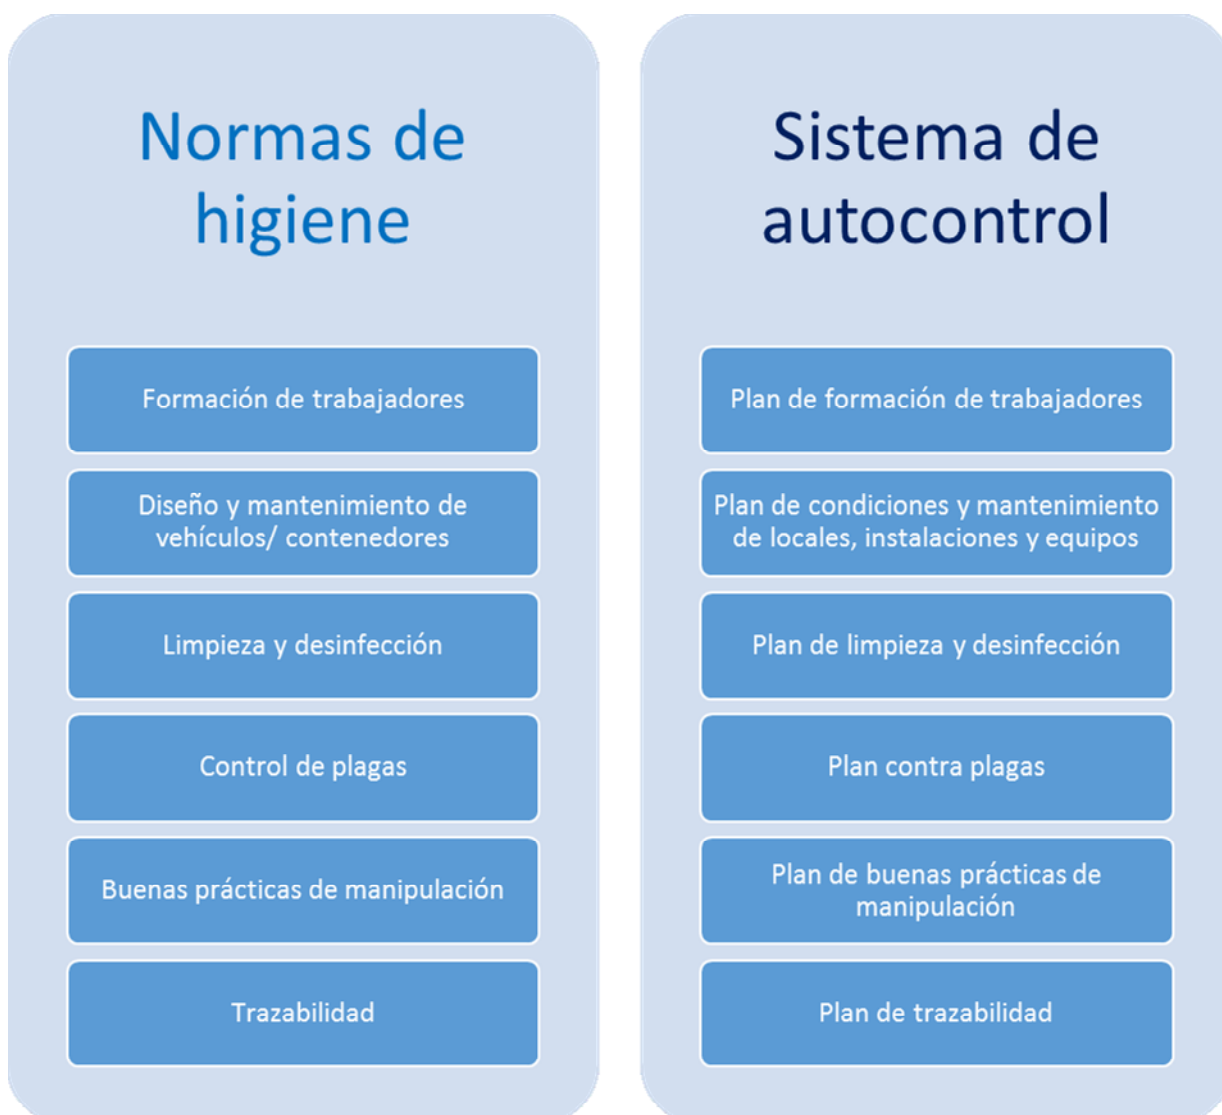 Normas de
higiene
Formación de trabajadores
Diseño y mantenimiento de
vehículos/ contenedores
Limpieza y desinfección
Control de plagas
Buenas prácticas de manipulación
Trazabilidad
Sistema de
autocontrol
Plan de formación de trabajadores
Plan de condiciones y mantenimiento
de locales, instalaciones y equipos
Plan de limpieza y desinfección
Plan contra plagas
Plan de buenas prácticas de
manipulación
Plan de trazabilidad